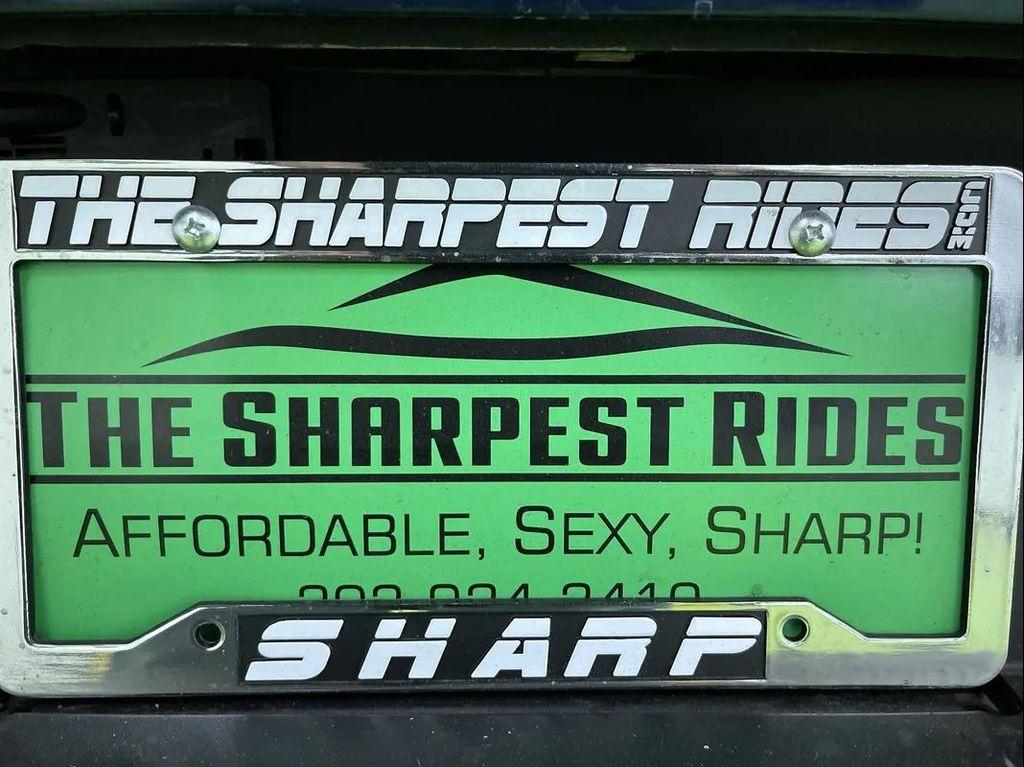 THE SHARPEST RIDES.COM
THE SHARPEST RIDES
AFFORDABLE, SEXY, SHARP!
SHARP